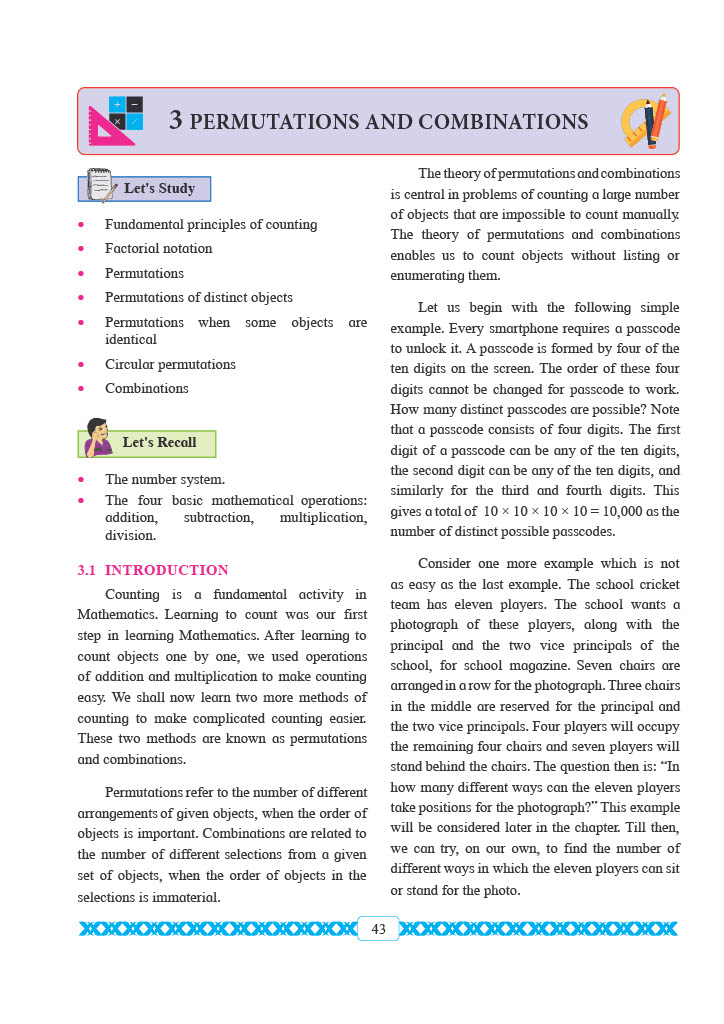 3 PERMUTATIONS AND COMBINATIONS
Let's Study
• Fundamental principles of counting
• Factorial notation
• Permutations
• Permutations of distinct objects
• Permutations when some objects are
identical
• Circular permutations
• Combinations
Let's Recall
• The number system.
• The four basic mathematical operations:
addition, subtraction, multiplication,
division.
3.1 INTRODUCTION
Counting is a fundamental activity in
Mathematics. Learning to count was our first
step in learning Mathematics. After learning to
count objects one by one, we used operations
of addition and multiplication to make counting
easy. We shall now learn two more methods of
counting to make complicated counting easier.
These two methods are known as permutations
and combinations.
Permutations refer to the number of different
arrangements of given objects, when the order of
objects is important. Combinations are related to
the number of different selections from a given
set of objects, when the order of objects in the
selections is immaterial.
The theory of permutations and combinations
is central in problems of counting a large number
of objects that are impossible to count manually.
The theory of permutations and combinations
enables us to count objects without listing or
enumerating them.
Let us begin with the following simple
example. Every smartphone requires a passcode
to unlock it. A passcode is formed by four of the
ten digits on the screen. The order of these four
digits cannot be changed for passcode to work.
How many distinct passcodes are possible? Note
that a passcode consists of four digits. The first
digit of a passcode can be any of the ten digits,
the second digit can be any of the ten digits, and
similarly for the third and fourth digits. This
gives a total of 10 × 10 × 10 × 10 = 10,000 as the
number of distinct possible passcodes.
Consider one more example which is not
as easy as the last example. The school cricket
team has eleven players. The school wants a
photograph of these players, along with the
principal and the two vice principals of the
school, for school magazine. Seven chairs are
arranged in a row for the photograph. Three chairs
in the middle are reserved for the principal and
the two vice principals. Four players will occupy
the remaining four chairs and seven players will
stand behind the chairs. The question then is: “In
how many different ways can the eleven players
take positions for the photograph?” This example
will be considered later in the chapter. Till then,
we can try, on our own, to find the number of
different ways in which the eleven players can sit
or stand for the photo.
43